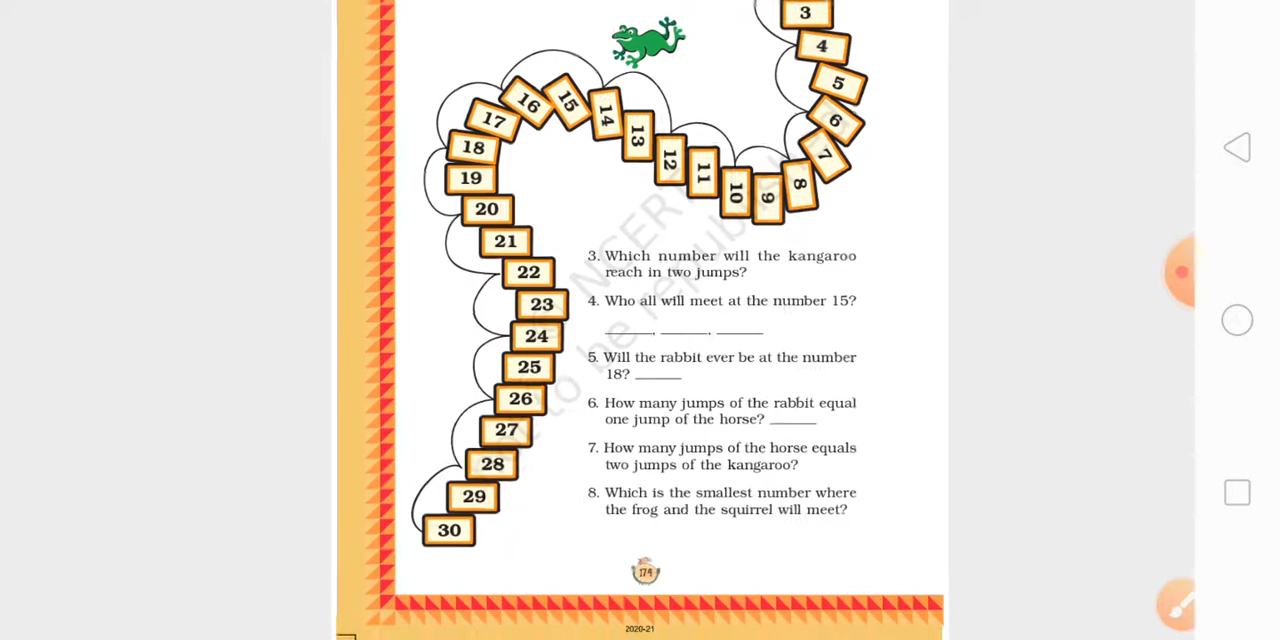 3
4
5
6
7
8
9
10
11
12
13
14
15
16
17
18
19
20
21
22
23
24
25
26
27
28
29
30
3. Which number will the kangaroo
reach in two jumps?
4. Who all will meet at the number 15?
______, ______, ______
5. Will the rabbit ever be at the number
18? ______
6. How many jumps of the rabbit equal
one jump of the horse? ______
7. How many jumps of the horse equals
two jumps of the kangaroo?
8. Which is the smallest number where
the frog and the squirrel will meet?
174
2020-21